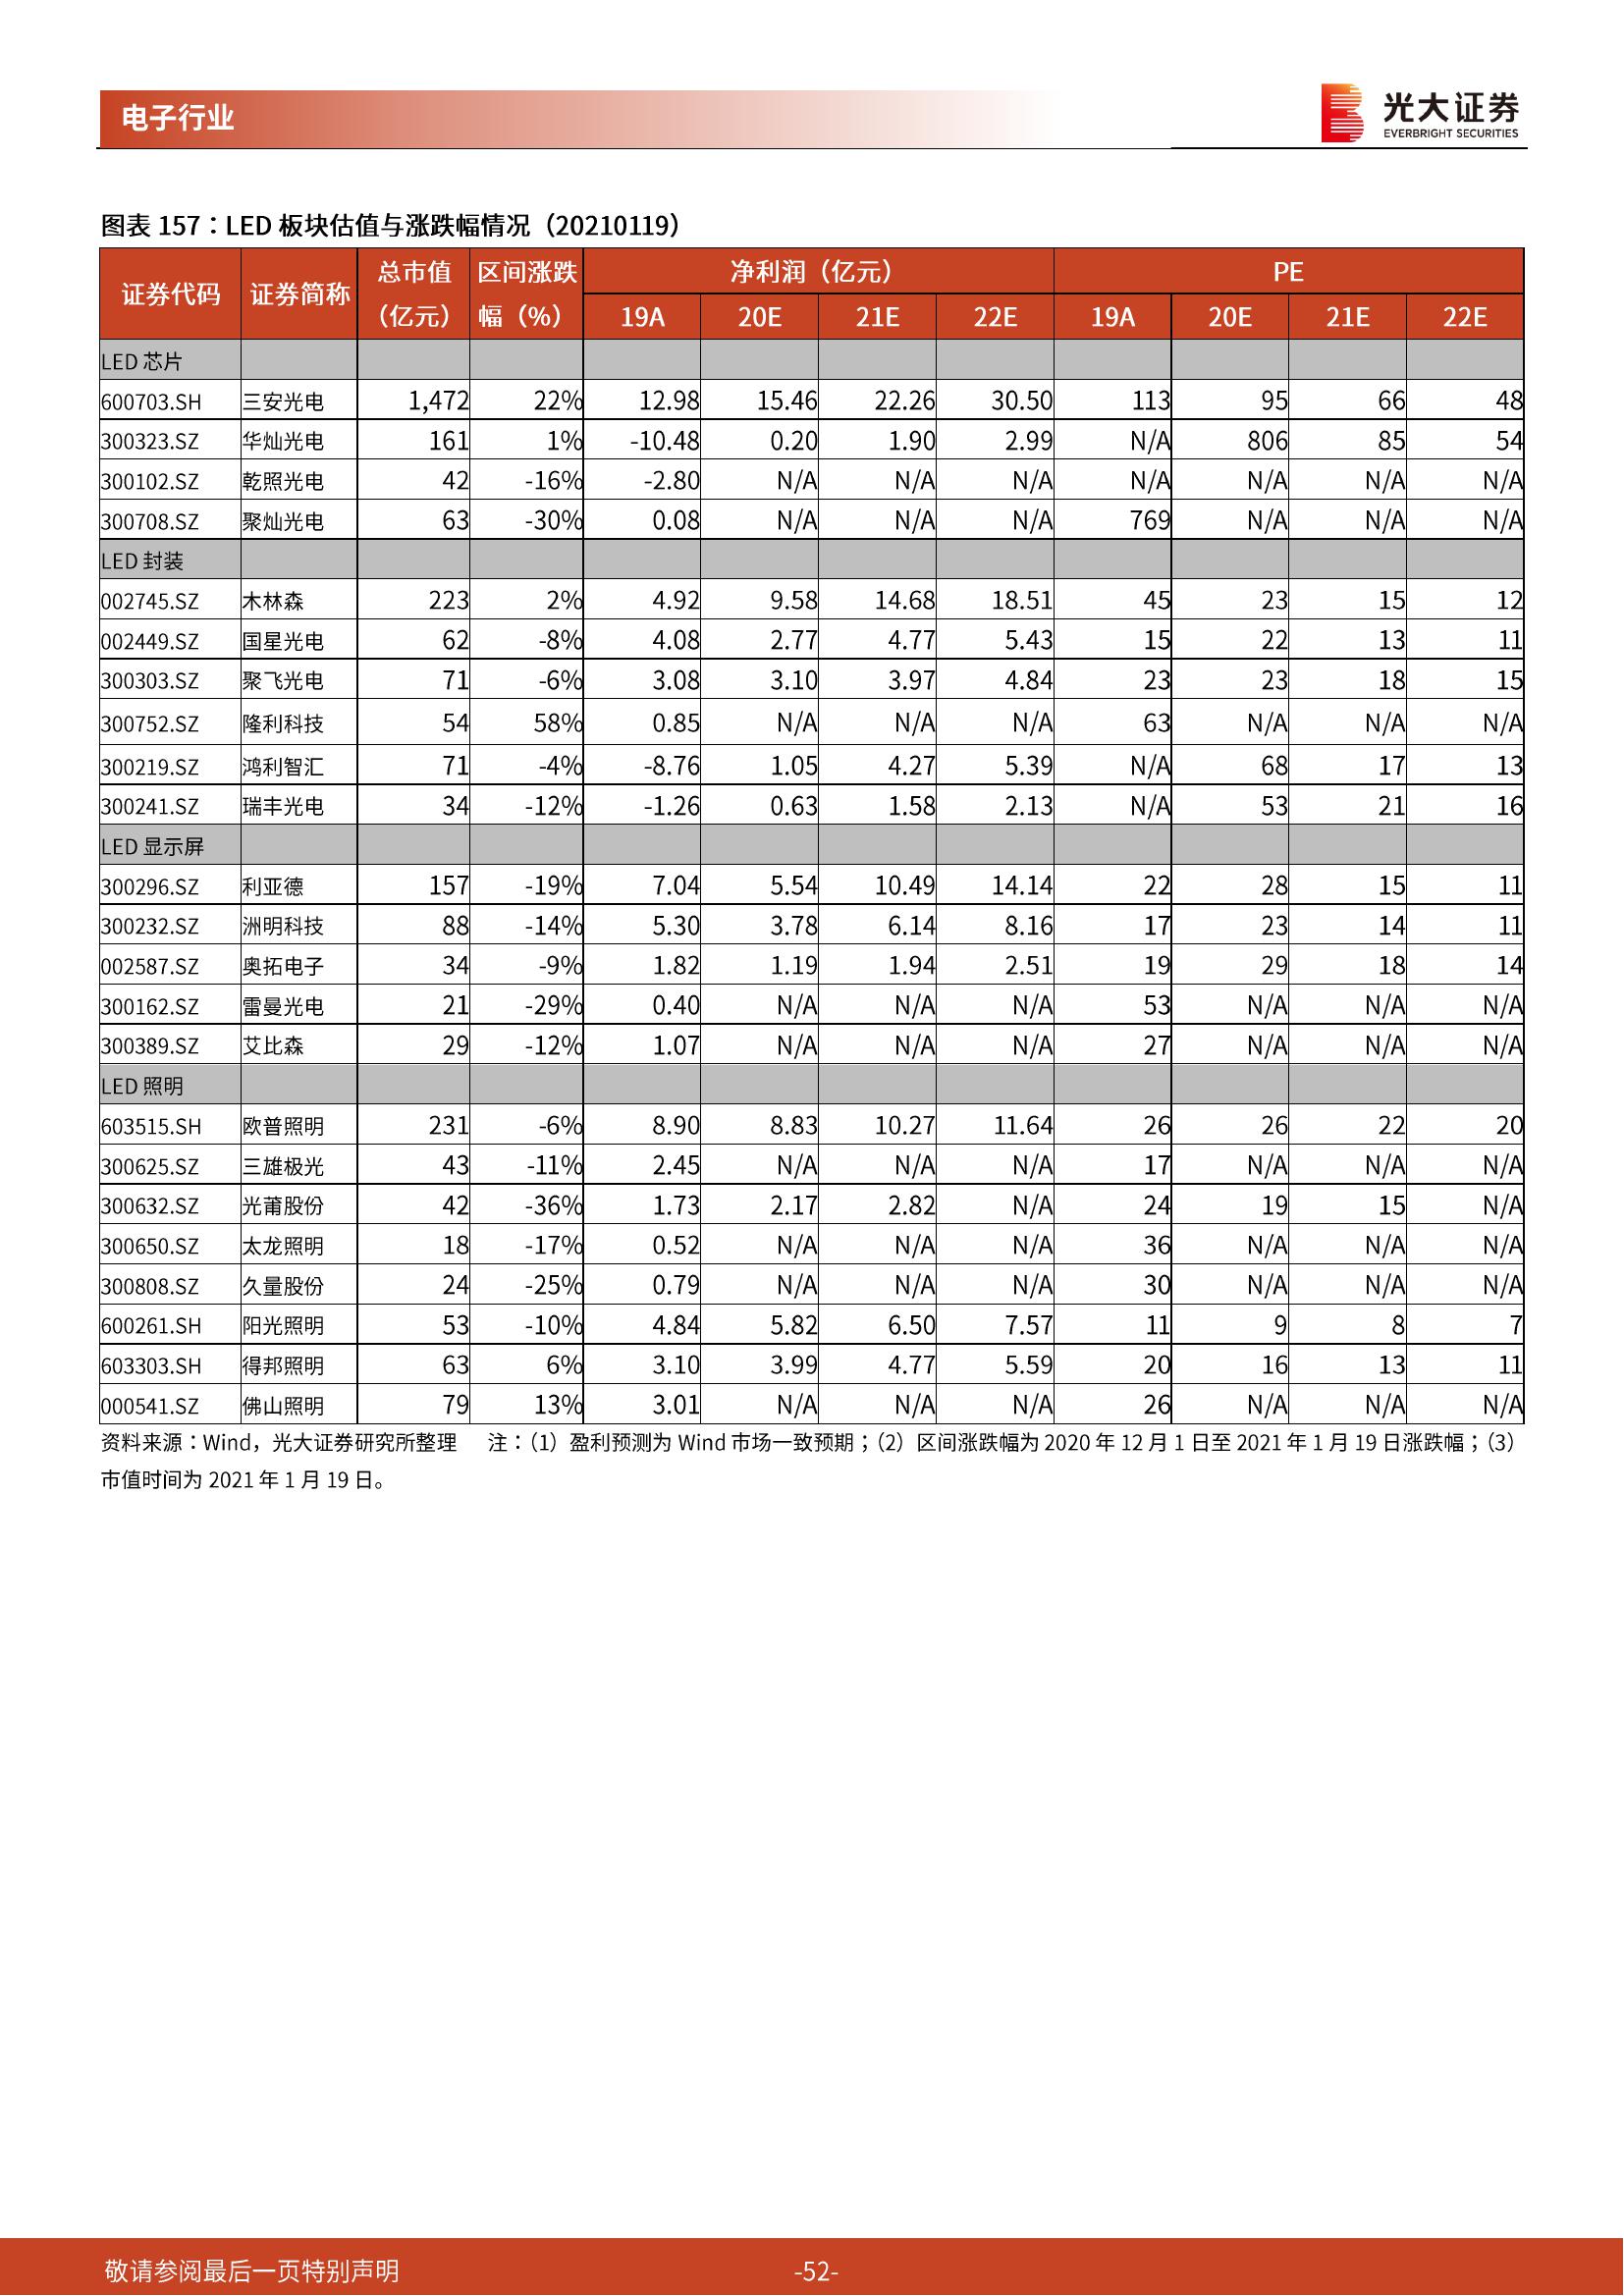 电子行业
光大证券
EVERBRIGHT SECURITIES
图表 157：LED 板块估值与涨跌幅情况（20210119）
证券代码 证券简称 总市值（亿元） 区间涨跌幅（%） 净利润（亿元） PE
19A 20E 21E 22E 19A 20E 21E 22E
LED 芯片
600703.SH 三安光电 1,472 22% 12.98 15.46 22.26 30.50 113 95 66 48
300323.SZ 华灿光电 161 1% -10.48 0.20 1.90 2.99 N/A 806 85 54
300102.SZ 乾照光电 42 -16% -2.80 N/A N/A N/A N/A N/A N/A N/A
300708.SZ 聚灿光电 63 -30% 0.08 N/A N/A N/A 769 N/A N/A N/A
LED 封装
002745.SZ 木林森 223 2% 4.92 9.58 14.68 18.51 45 23 15 12
002449.SZ 国星光电 62 -8% 4.08 2.77 4.77 5.43 15 22 13 11
300303.SZ 聚飞光电 71 -6% 3.08 3.10 3.97 4.84 23 23 18 15
300752.SZ 隆利科技 54 58% 0.85 N/A N/A N/A 63 N/A N/A N/A
300219.SZ 鸿利智汇 71 -4% -8.76 1.05 4.27 5.39 N/A 68 17 13
300241.SZ 瑞丰光电 34 -12% -1.26 0.63 1.58 2.13 N/A 53 21 16
LED 显示屏
300296.SZ 利亚德 157 -19% 7.04 5.54 10.49 14.14 22 28 15 11
300232.SZ 洲明科技 88 -14% 5.30 3.78 6.14 8.16 17 23 14 11
002587.SZ 奥拓电子 34 -9% 1.82 1.19 1.94 2.51 19 29 18 14
300162.SZ 雷曼光电 21 -29% 0.40 N/A N/A N/A 53 N/A N/A N/A
300389.SZ 艾比森 29 -12% 1.07 N/A N/A N/A 27 N/A N/A N/A
LED 照明
603515.SH 欧普照明 231 -6% 8.90 8.83 10.27 11.64 26 26 22 20
300625.SZ 三雄极光 43 -11% 2.45 N/A N/A N/A 17 N/A N/A N/A
300632.SZ 光莆股份 42 -36% 1.73 2.17 2.82 N/A 24 19 15 N/A
300650.SZ 太龙照明 18 -17% 0.52 N/A N/A N/A 36 N/A N/A N/A
300808.SZ 久量股份 24 -25% 0.79 N/A N/A N/A 30 N/A N/A N/A
600261.SH 阳光照明 53 -10% 4.84 5.82 6.50 7.57 11 9 8 7
603303.SH 得邦照明 63 6% 3.10 3.99 4.77 5.59 20 16 13 11
000541.SZ 佛山照明 79 13% 3.01 N/A N/A N/A 26 N/A N/A N/A
资料来源：Wind，光大证券研究所整理 注：（1）盈利预测为 Wind 市场一致预期；（2）区间涨跌幅为 2020 年 12 月 1 日至 2021 年 1 月 19 日涨跌幅；（3）
市值时间为 2021 年 1 月 19 日。
敬请参阅最后一页特别声明 -52-